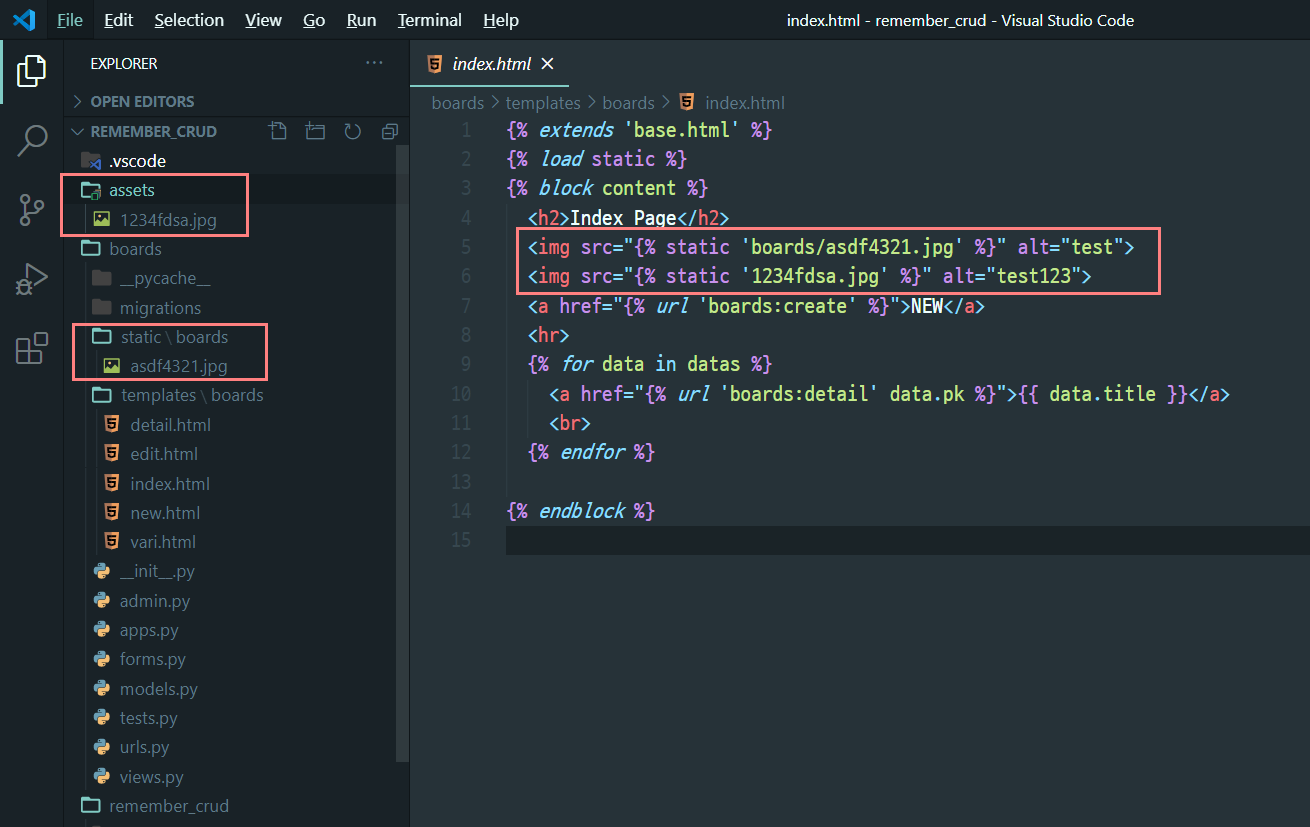 File Edit Selection View Go Run Terminal Help index.html - remember_crud - Visual Studio Code
EXPLORER ···
OPEN EDITORS
REMEMBER_CRUD
.vscode
assets
1234fdsa.jpg
boards
__pycache__
migrations
static \ boards
asdf4321.jpg
templates \ boards
detail.html
edit.html
index.html
new.html
vari.html
__init__.py
admin.py
apps.py
forms.py
models.py
tests.py
urls.py
views.py
remember_crud
index.html
boards > templates > boards > index.html
1 {% extends 'base.html' %}
2 {% load static %}
3 {% block content %}
4 <h2>Index Page</h2>
5 <img src="{% static 'boards/asdf4321.jpg' %}" alt="test">
6 <img src="{% static '1234fdsa.jpg' %}" alt="test123">
7 <a href="{% url 'boards:create' %}">NEW</a>
8 <hr>
9 {% for data in datas %}
10 <a href="{% url 'boards:detail' data.pk %}">{{ data.title }}</a>
11 <br>
12 {% endfor %}
13
14 {% endblock %}
15